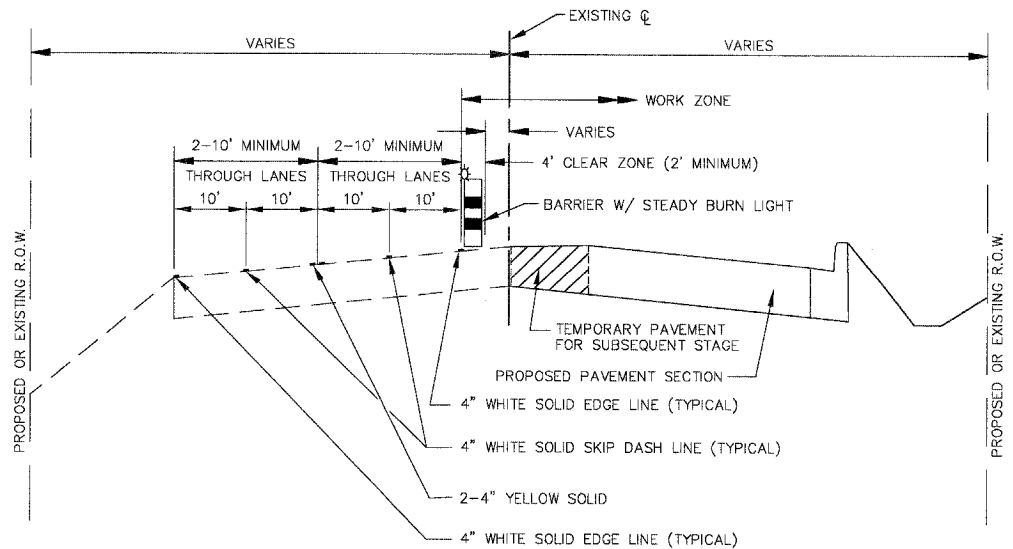 EXISTING ℄
VARIES
VARIES
WORK ZONE
VARIES
2-10' MINIMUM
2-10' MINIMUM
4' CLEAR ZONE (2' MINIMUM)
THROUGH LANES
THROUGH LANES
10'
10'
10'
10'
BARRIER W/ STEADY BURN LIGHT
PROPOSED OR EXISTING R.O.W.
PROPOSED OR EXISTING R.O.W.
TEMPORARY PAVEMENT
FOR SUBSEQUENT STAGE
PROPOSED PAVEMENT SECTION
4" WHITE SOLID EDGE LINE (TYPICAL)
4" WHITE SOLID SKIP DASH LINE (TYPICAL)
2-4" YELLOW SOLID
4" WHITE SOLID EDGE LINE (TYPICAL)